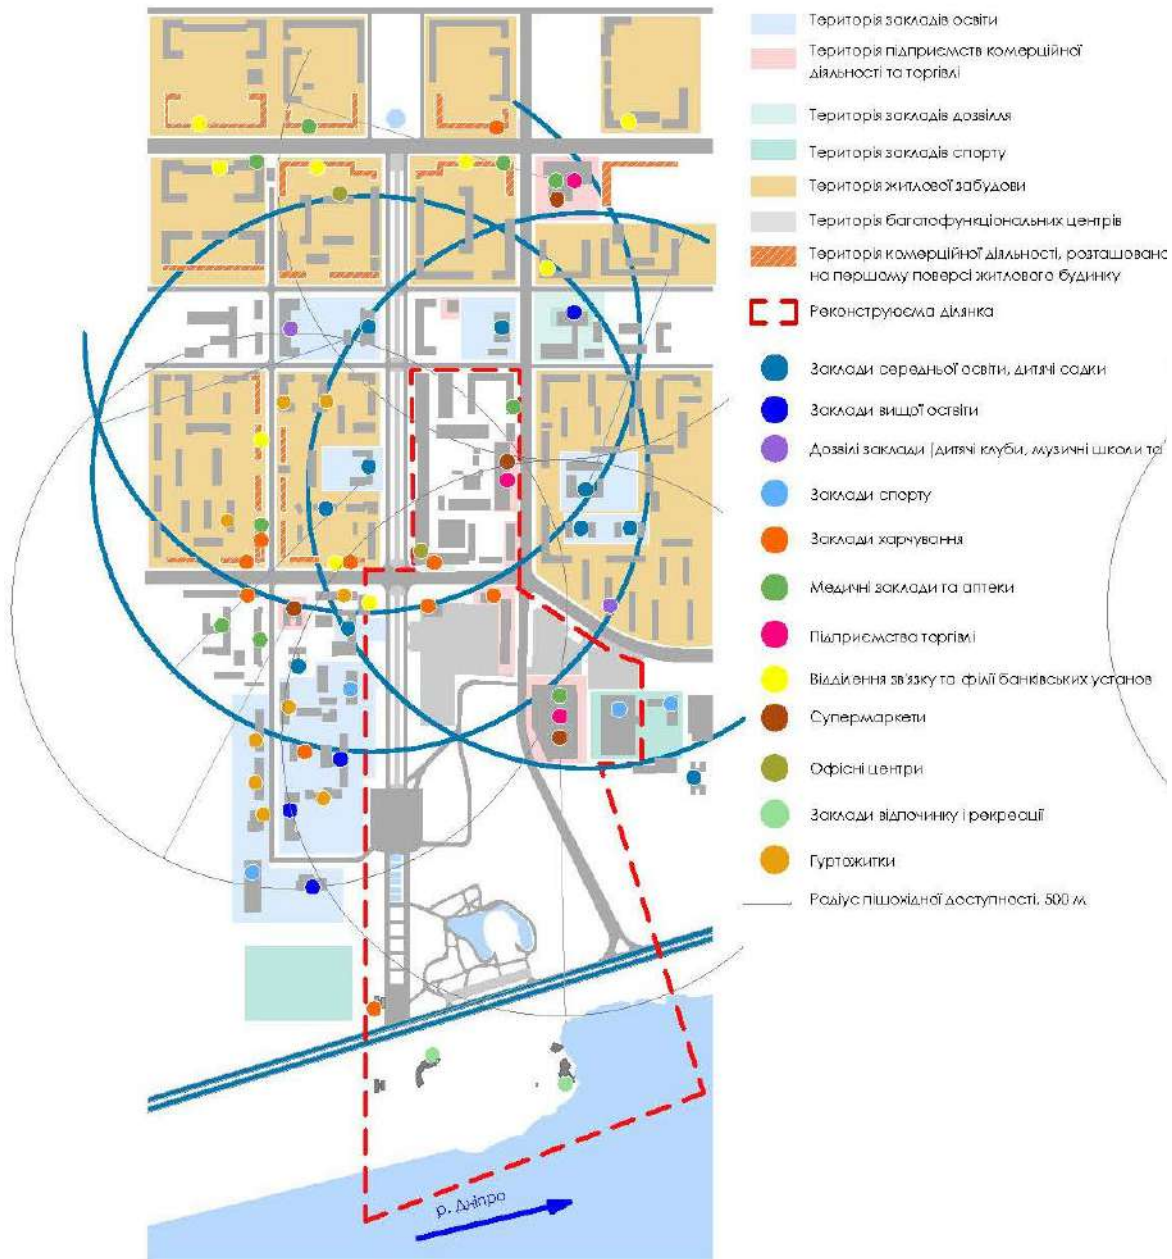 Територія закладів освіти
Територія підприємств комерційної
діяльності та торгівлі
Територія закладів дозвілля
Територія закладів спорту
Територія житлової забудови
Територія багатофункціональних центрів
Територія комерційної діяльності, розташована
на першому поверсі житлового будинку
Реконструюєма ділянка
Заклади середньої освіти, дитячі садки
Заклади вищої освіти
Дозвілі заклади (дитячі клуби, музичні школи та
Заклади спорту
Заклади харчування
Медичні заклади та аптеки
Підприємства торгівлі
Відділення зв'язку та філії банківських установ
Супермаркети
Офісні центри
Заклади відпочинку і рекреації
Гуртожитки
Радіус пішохідної доступності, 500 м
р. Дніпро